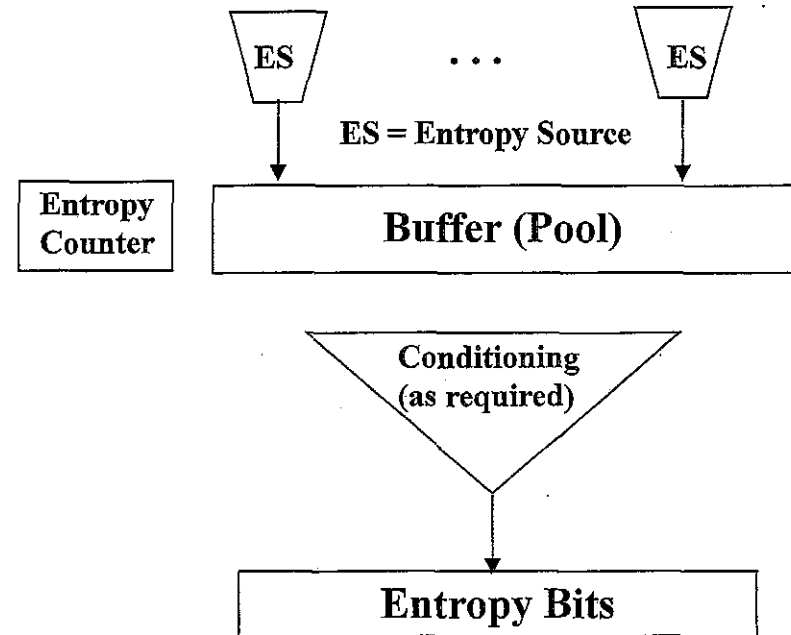 ES ... ES
ES = Entropy Source
Entropy
Counter
Buffer (Pool)
Conditioning
(as required)
Entropy Bits